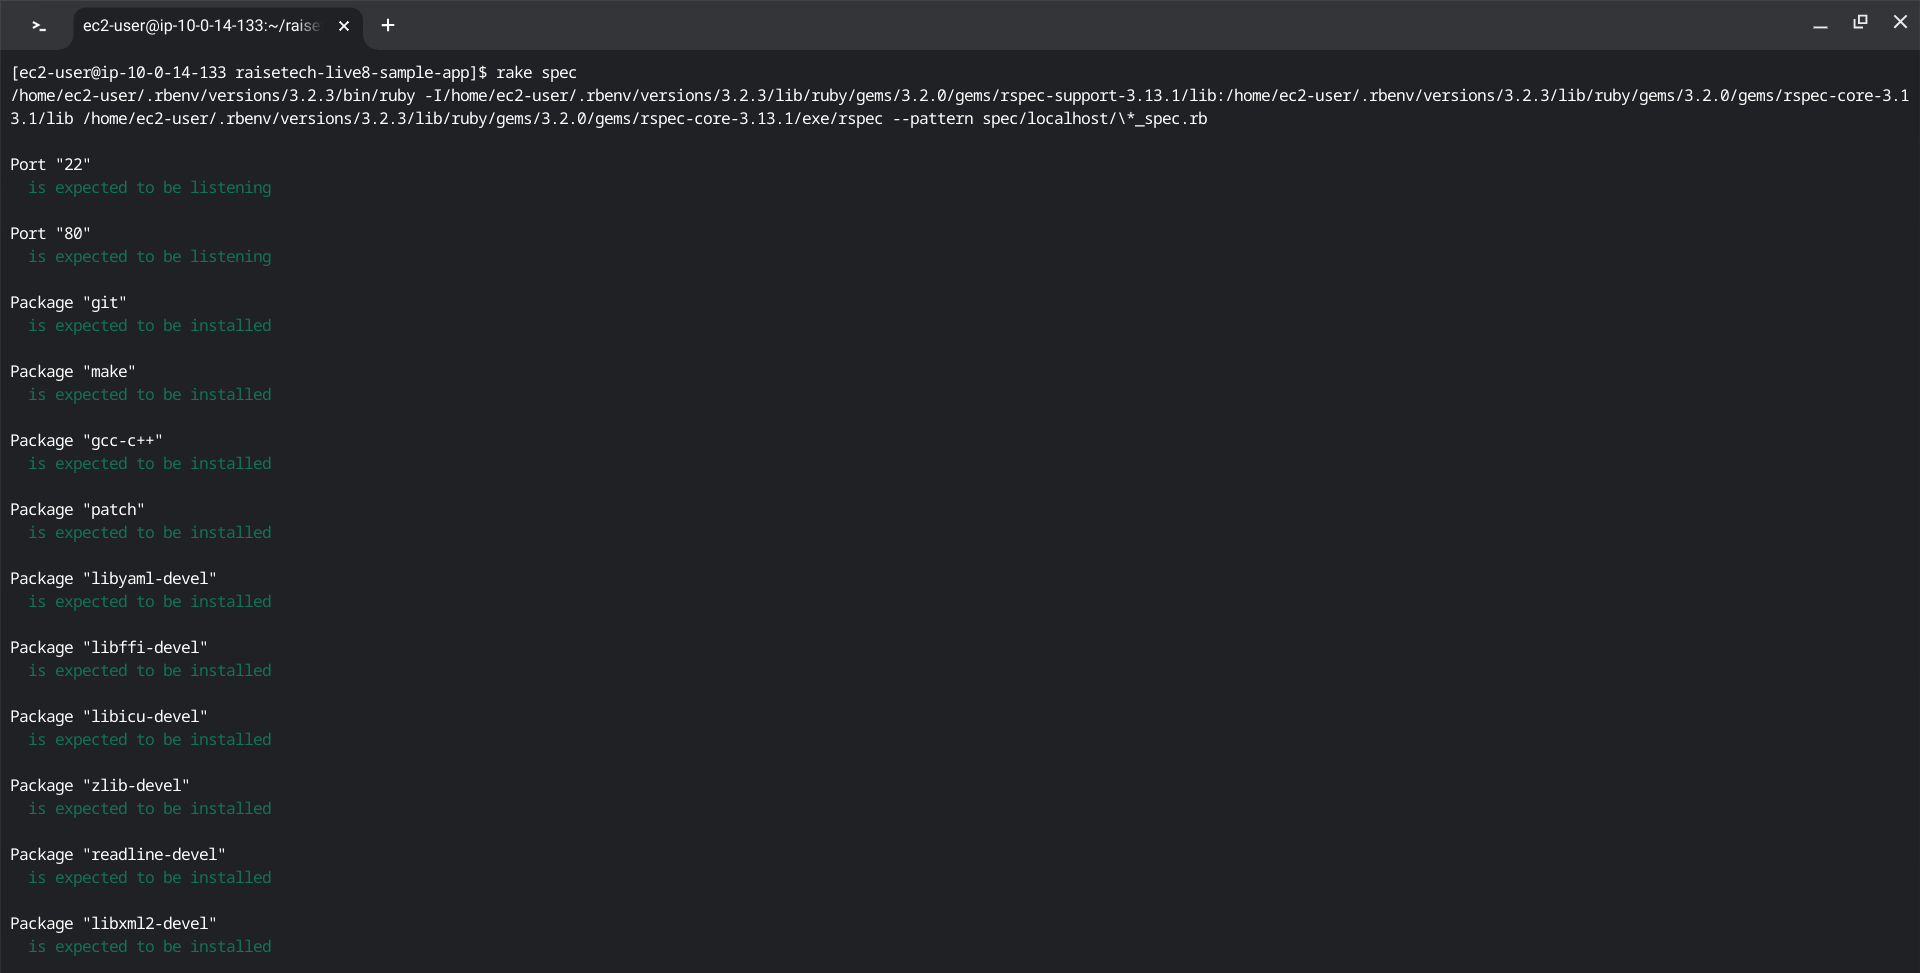 ec2-user@ip-10-0-14-133:~/raise
[ec2-user@ip-10-0-14-133 raisetech-live8-sample-app]$ rake spec
/home/ec2-user/.rbenv/versions/3.2.3/bin/ruby -I/home/ec2-user/.rbenv/versions/3.2.3/lib/ruby/gems/3.2.0/gems/rspec-support-3.13.1/lib:/home/ec2-user/.rbenv/versions/3.2.3/lib/ruby/gems/3.2.0/gems/rspec-core-3.1
3.1/lib /home/ec2-user/.rbenv/versions/3.2.3/lib/ruby/gems/3.2.0/gems/rspec-core-3.13.1/exe/rspec --pattern spec/localhost/\*_spec.rb
Port "22"
is expected to be listening
Port "80"
is expected to be listening
Package "git"
is expected to be installed
Package "make"
is expected to be installed
Package "gcc-c++"
is expected to be installed
Package "patch"
is expected to be installed
Package "libyaml-devel"
is expected to be installed
Package "libffi-devel"
is expected to be installed
Package "libicu-devel"
is expected to be installed
Package "zlib-devel"
is expected to be installed
Package "readline-devel"
is expected to be installed
Package "libxml2-devel"
is expected to be installed